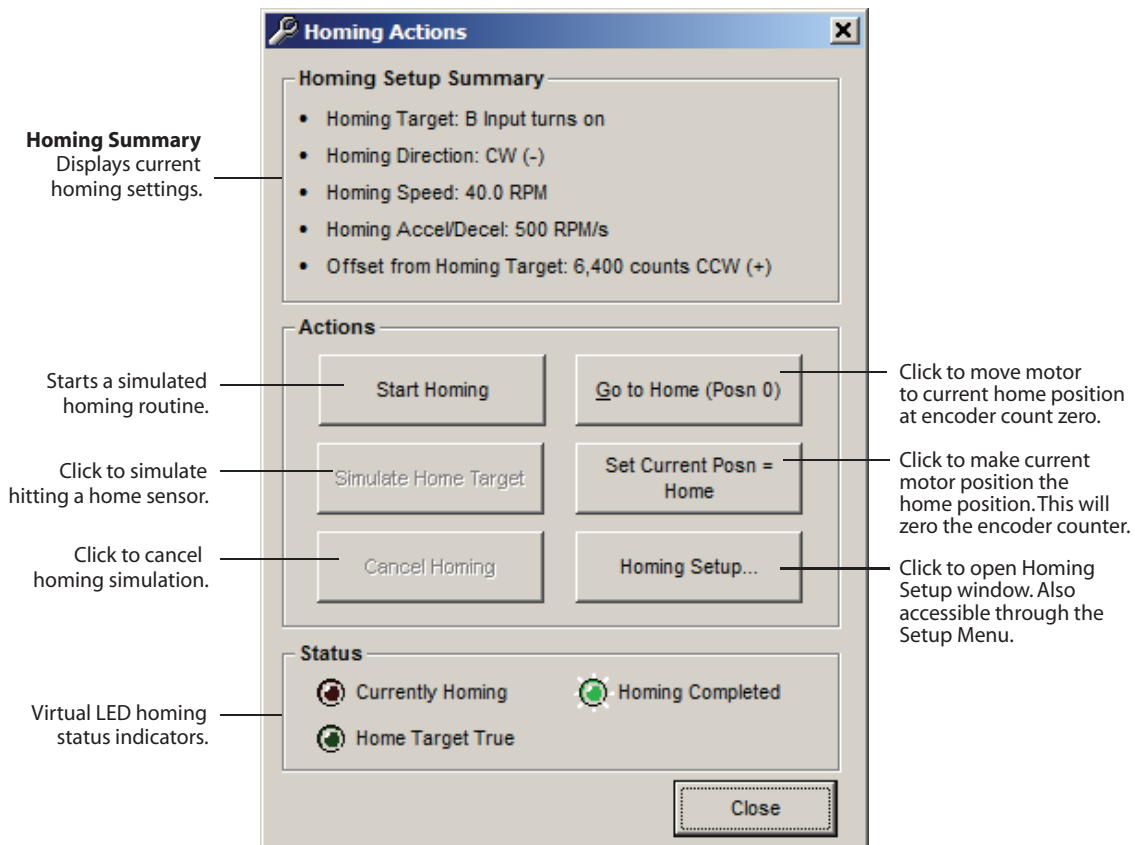 Homing Actions
Homing Setup Summary
• Homing Target: B Input turns on
• Homing Direction: CW (-)
• Homing Speed: 40.0 RPM
• Homing Accel/Decel: 500 RPM/s
• Offset from Homing Target: 6,400 counts CCW (+)
Homing Summary
Displays current
homing settings.
Actions
Start Homing
Go to Home (Posn 0)
Simulate Home Target
Set Current Posn =
Home
Cancel Homing
Homing Setup...
Starts a simulated
homing routine.
Click to simulate
hitting a home sensor.
Click to cancel
homing simulation.
Click to move motor
to current home position
at encoder count zero.
Click to make current
motor position the
home position. This will
zero the encoder counter.
Click to open Homing
Setup window. Also
accessible through the
Setup Menu.
Status
Currently Homing
Homing Completed
Home Target True
Virtual LED homing
status indicators.
Close